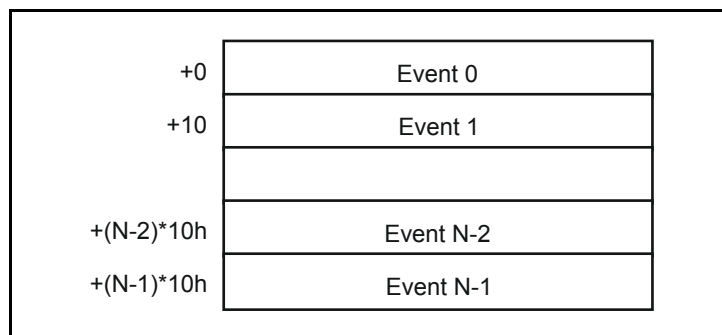 +0 Event 0
+10 Event 1
+(N-2)*10h Event N-2
+(N-1)*10h Event N-1